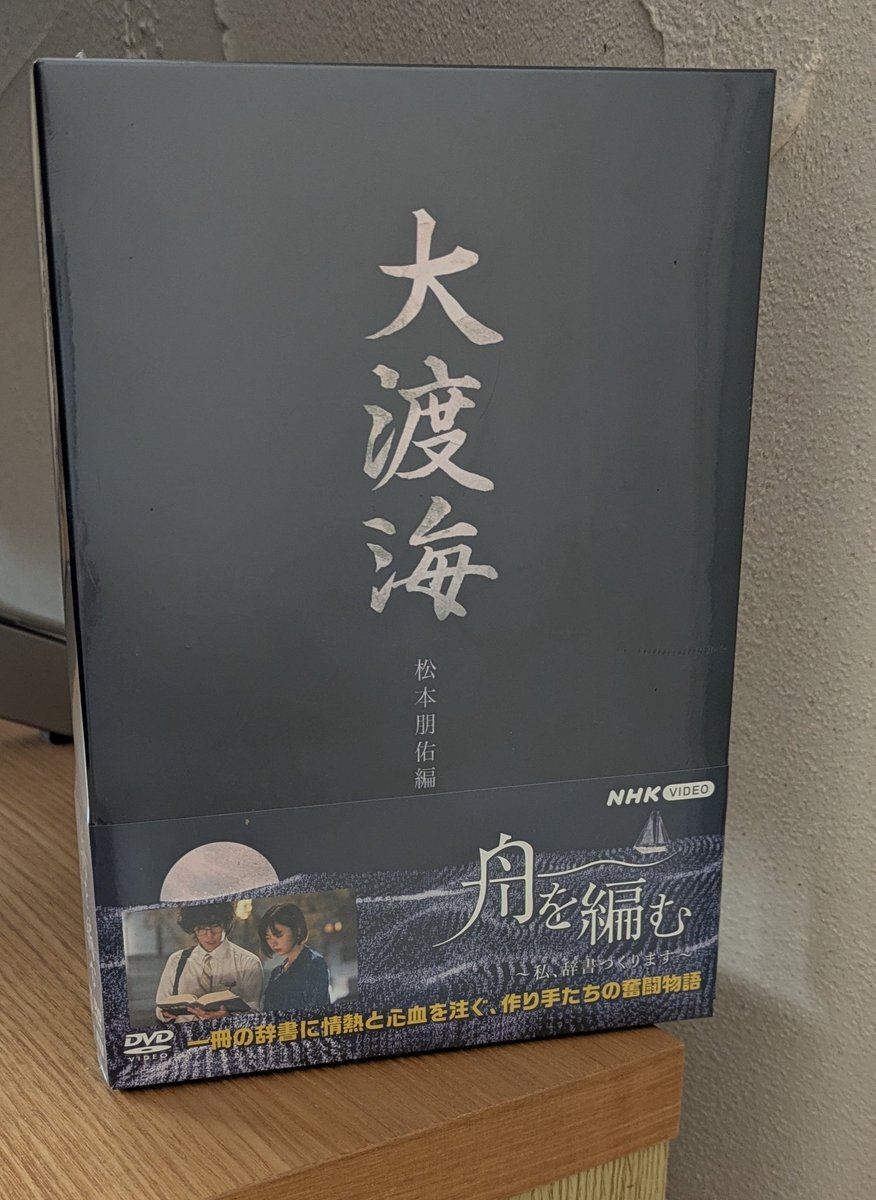 大渡海
松本朋佑編
NHK VIDEO
舟を編む
～私、辞書つくります～
一冊の辞書に情熱と心血を注ぐ、作り手たちの奮闘物語
DVD
VIDEO